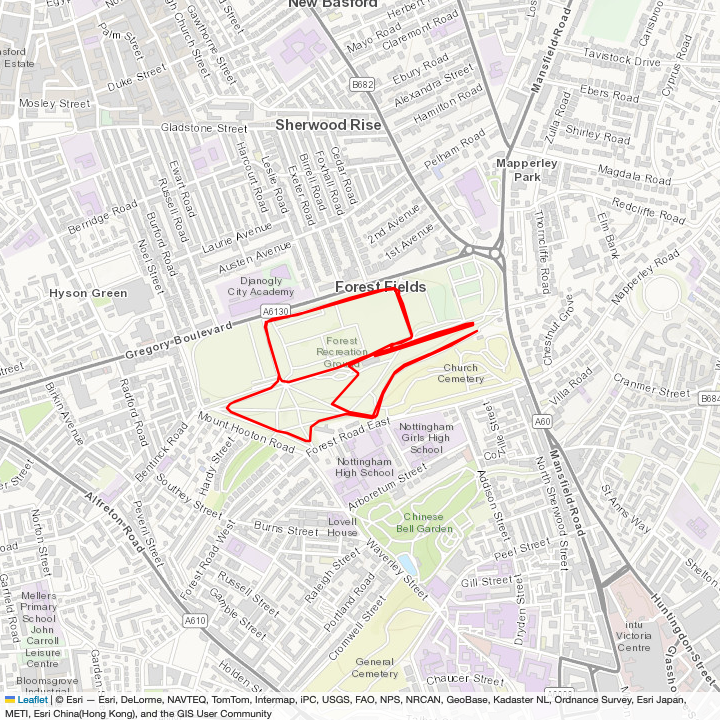 New Basford
Herbert
Mayo Road
Claremont Road
Palm Street
Church Street
Gawthorne Street
Duke Street
Mosley Street
Estate
B682
Ebury Road
Alexandra Street
Hamilton Road
Mansfield Road
Tavistock Drive
Cyprus Road
Ebers Road
Zulla Road
Shirley Road
Gladstone Street
Sherwood Rise
Pelham Road
Mapperley
Park
Magdala Road
Redcliffe Road
Ewart Road
Russell Road
Burford Road
Noel Street
Berridge Road
Harcourt Road
Leslie Road
Exeter Road
Birrell Road
Foxhall Road
Cedar Road
2nd Avenue
1st Avenue
Laurie Avenue
Austen Avenue
Thorncliffe Road
Elm Bank
Mapperley Road
Hyson Green
Djanogly
City Academy
Forest Fields
A6130
Gregory Boulevard
Forest
Recreation
Ground
Church
Cemetery
Chestnut Grove
Villa Road
Cranmer Street
B684
Radford Road
Birkin Avenue
Bentinck Road
Mount Hooton Road
Forest Road East
Nottingham
Girls High
School
A60
Mansfield Road
Hardy Street
Southey Street
Nottingham
High School
Arboretum Street
Addison Street
North Sherwood Street
St Anns Way
Alfreton Road
Peveril Street
Norton Street
Burns Street
Lovell
House
Chinese
Bell Garden
Waverley Street
Peel Street
Forest Road West
Russell Street
Raleigh Street
Gamble Street
Portland Road
Cromwell Street
Gill Street
Dryden Street
Shelton
Huntingdon Street
Garfield Road
Mellers
Primary
School
John
Carroll
Leisure
Centre
A610
intu
Victoria
Centre
Bloomsgrove
Industrial
Holden Street
General
Cemetery
Chaucer Street
Leaflet | © Esri — Esri, DeLorme, NAVTEQ, TomTom, Intermap, iPC, USGS, FAO, NPS, NRCAN, GeoBase, Kadaster NL, Ordnance Survey, Esri Japan,
METI, Esri China(Hong Kong), and the GIS User Community